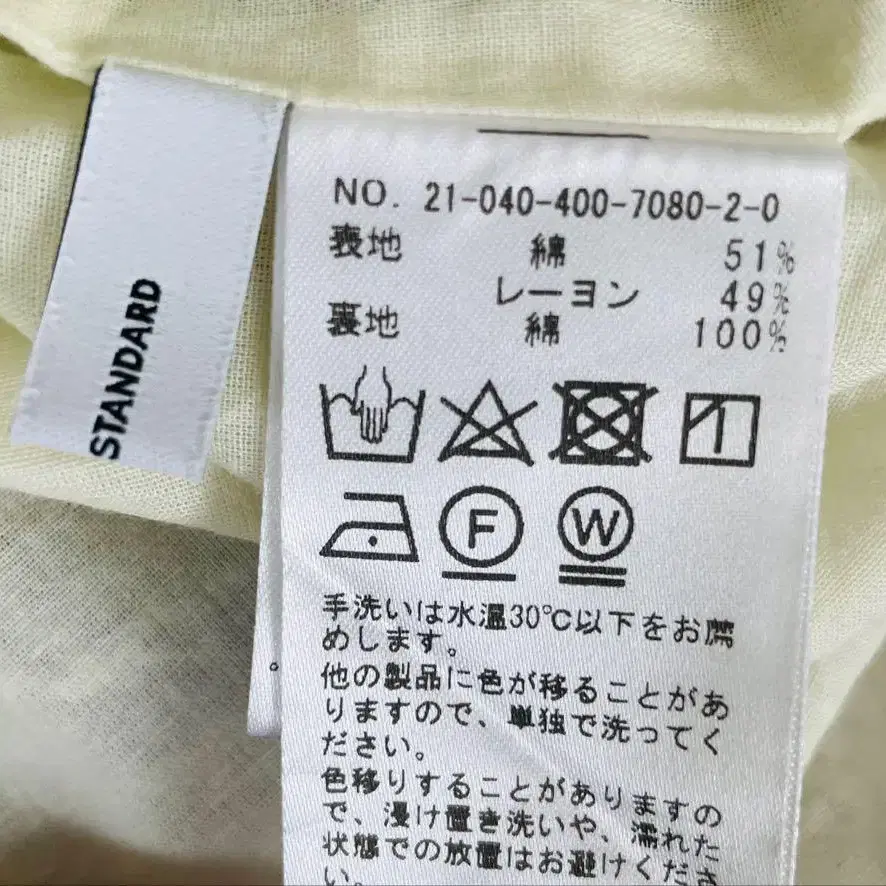 STANDARD
NO. 21-040-400-7080-2-0
表地 綿 51%
レーヨン 49%
裏地 綿 100%
F W
手洗いは水温30℃以下をお薦
めします。
他の製品に色が移ることがあ
りますので、単独で洗ってく
ださい。
色移りすることがありますの
で、浸け置き洗いや、濡れた
状態での放置はお避けくださ
い。
。